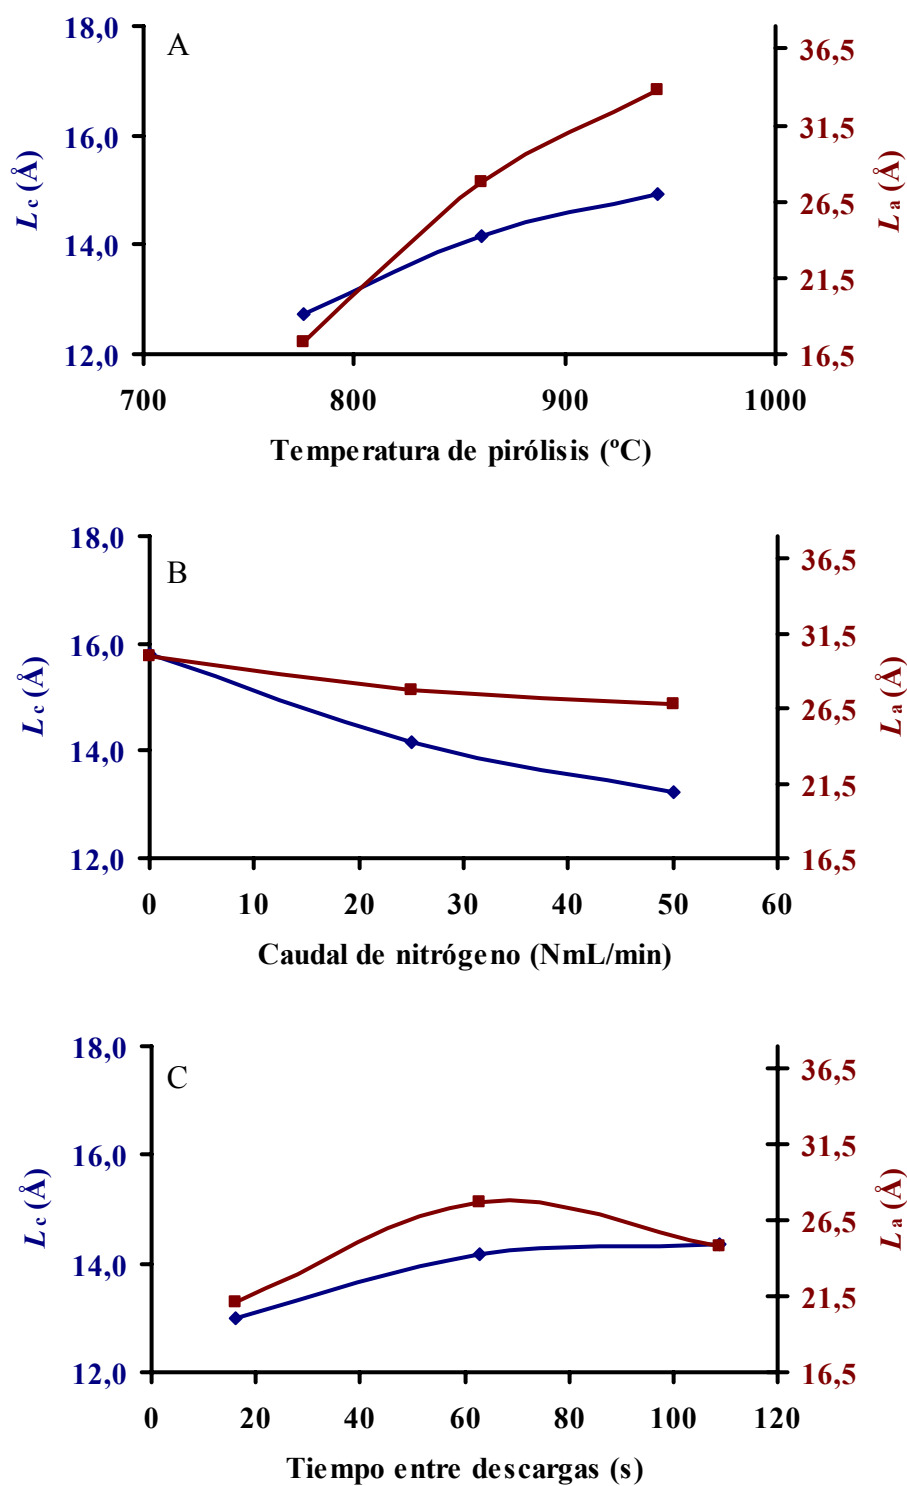 18,0
A
36,5
16,0
31,5
Lc (Å)
La (Å)
26,5
14,0
21,5
12,0
16,5
700 800 900 1000
Temperatura de pirólisis (ºC)
18,0
B
36,5
16,0
31,5
Lc (Å)
La (Å)
26,5
14,0
21,5
12,0
16,5
0 10 20 30 40 50 60
Caudal de nitrógeno (NmL/min)
18,0
C
36,5
16,0
31,5
Lc (Å)
La (Å)
26,5
14,0
21,5
12,0
16,5
0 20 40 60 80 100 120
Tiempo entre descargas (s)